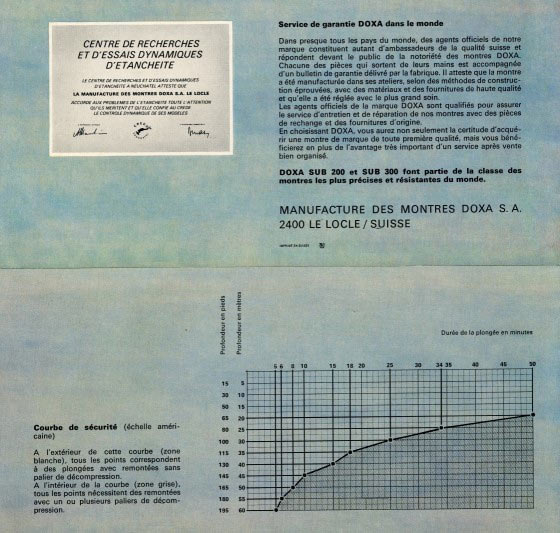 CENTRE DE RECHERCHES
ET D'ESSAIS DYNAMIQUES
D'ETANCHEITE
LE CENTRE DE RECHERCHES ET D'ESSAIS DYNAMIQUES
D'ETANCHEITE A NEUCHATEL ATTESTE QUE
LA MANUFACTURE DES MONTRES DOXA S.A. LE LOCLE
ACCORDE AUX PROBLEMES DE L'ETANCHEITE TOUTE L'ATTENTION
QU'ILS MERITENT ET QU'ELLE CONFIE AU CREDE
LE CONTROLE DYNAMIQUE DE SES MODELES
Service de garantie DOXA dans le monde
Dans presque tous les pays du monde, des agents officiels de notre
marque constituent autant d'ambassadeurs de la qualité suisse et
répondent devant le public de la notoriété des montres DOXA.
Chacune des pièces qui sortent de leurs mains est accompagnée
d'un bulletin de garantie délivré par la fabrique. Il atteste que la montre
a été manufacturée dans ses ateliers, selon des méthodes de construc-
tion éprouvées, avec des matériaux et des fournitures de haute qualité
et qu'elle a été réglée avec le plus grand soin.
Les agents officiels de la marque DOXA sont qualifiés pour assurer
le service d'entretien et de réparation de nos montres avec des pièces
de rechange et des fournitures d'origine.
En choisissant DOXA, vous aurez non seulement la certitude d'acqué-
rir une montre de marque de toute première qualité, mais vous béné-
ficierez en plus de l'avantage très important d'un service après vente
bien organisé.
DOXA SUB 200 et SUB 300 font partie de la classe des
montres les plus précises et résistantes du monde.
MANUFACTURE DES MONTRES DOXA S. A.
2400 LE LOCLE / SUISSE
IMPRIMÉ EN SUISSE
Profondeur en pieds
Profondeur en mètres
Durée de la plongée en minutes
5 6 8 10 15 18 25 34 35 50
15 5
30 10
50 15
65 20
80 25
100 30
115 35
130 40
145 45
165 50
180 55
195 60
Courbe de sécurité (échelle améri-
caine)
A l'extérieur de cette courbe (zone
blanche), tous les points correspondent
à des plongées avec remontées sans
palier de décompression.
A l'intérieur de la courbe (zone grise),
tous les points nécessitent des remontées
avec un ou plusieurs paliers de décom-
pression.